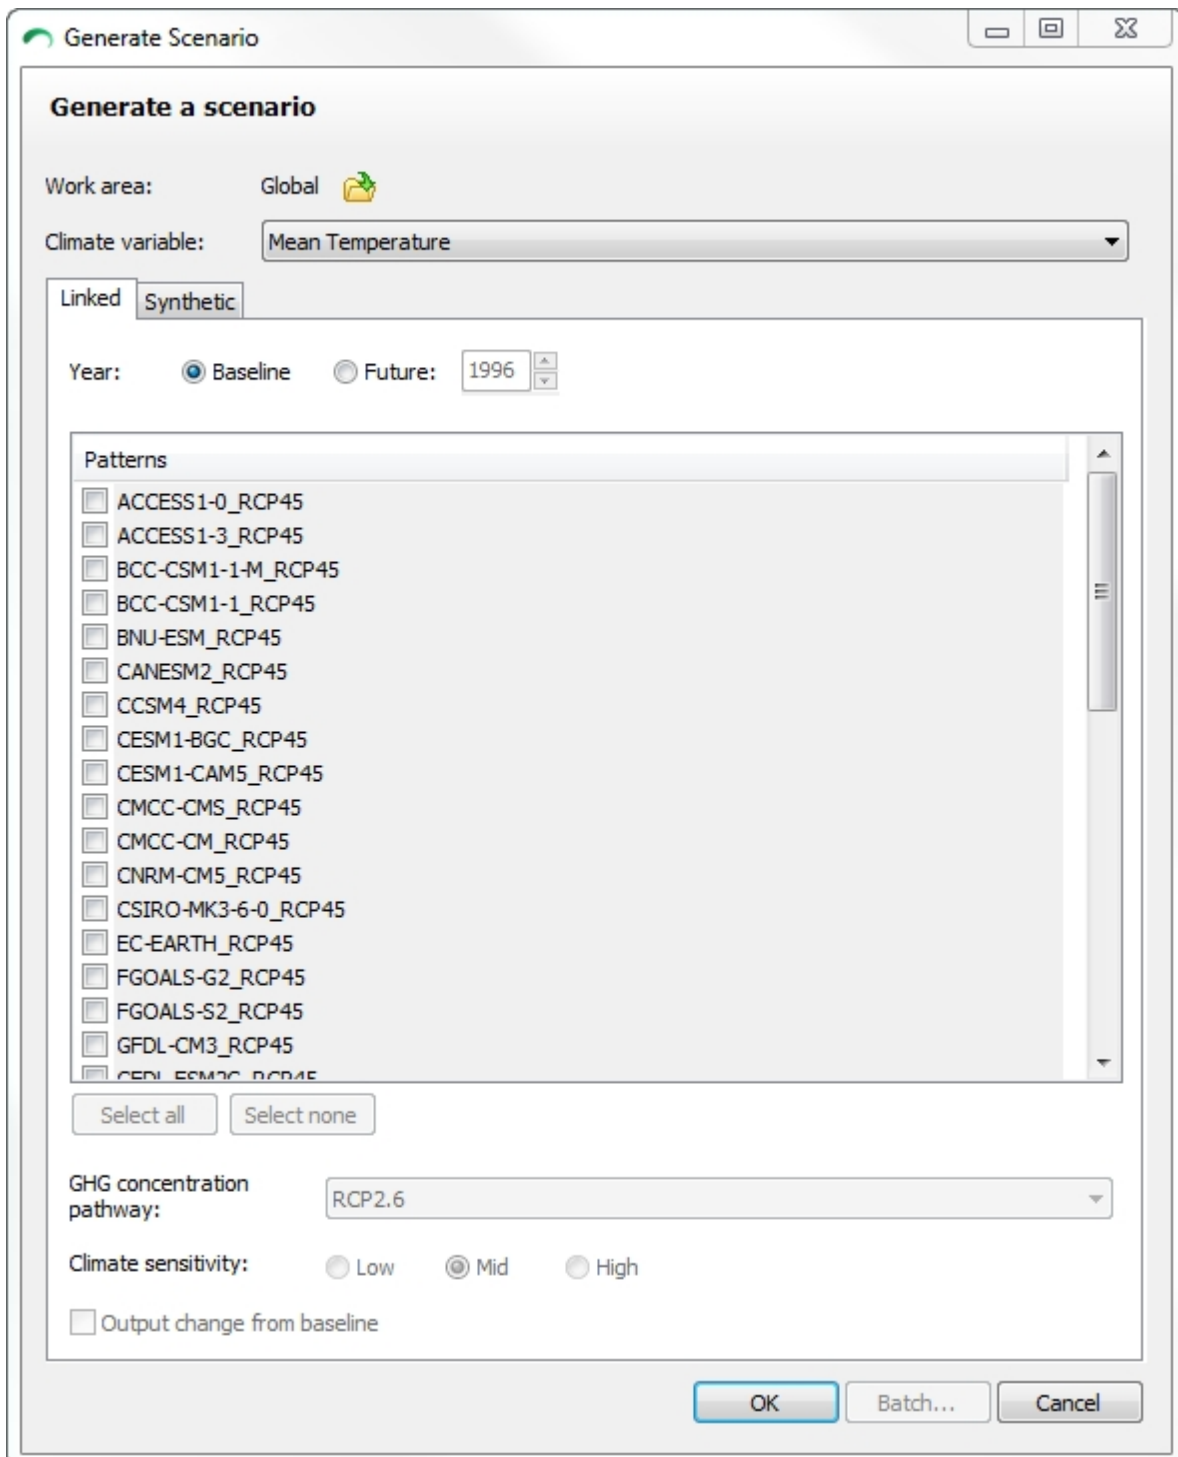 Generate Scenario
Generate a scenario
Work area: Global
Climate variable: Mean Temperature
Linked Synthetic
Year: Baseline Future: 1996
Patterns
ACCESS1-0_RCP45
ACCESS1-3_RCP45
BCC-CSM1-1-M_RCP45
BCC-CSM1-1_RCP45
BNU-ESM_RCP45
CANESM2_RCP45
CCSM4_RCP45
CESM1-BGC_RCP45
CESM1-CAM5_RCP45
CMCC-CMS_RCP45
CMCC-CM_RCP45
CNRM-CM5_RCP45
CSIRO-MK3-6-0_RCP45
EC-EARTH_RCP45
FGOALS-G2_RCP45
FGOALS-S2_RCP45
GFDL-CM3_RCP45
Select all Select none
GHG concentration
pathway: RCP2.6
Climate sensitivity: Low Mid High
Output change from baseline
OK Batch... Cancel